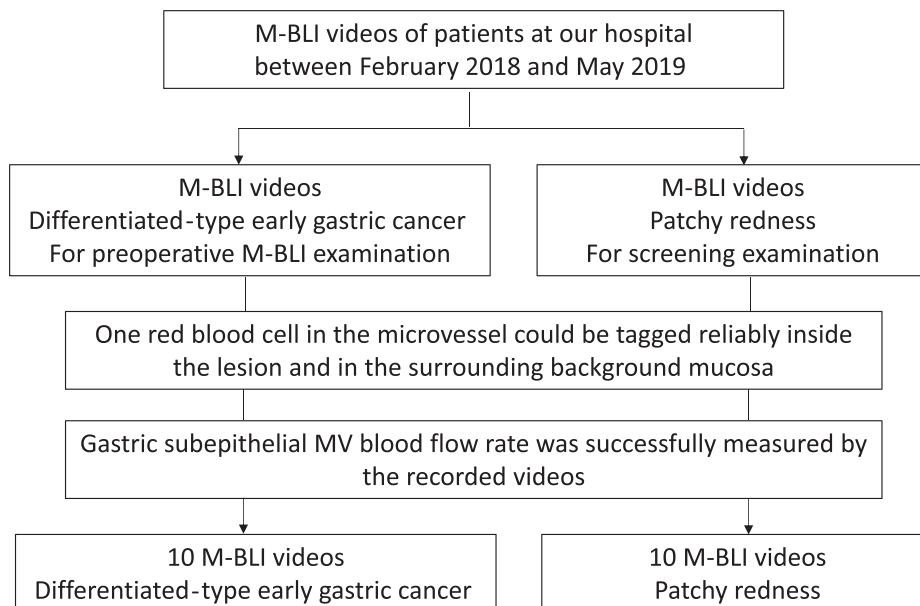 M-BLI videos of patients at our hospital
between February 2018 and May 2019
M-BLI videos
Differentiated-type early gastric cancer
For preoperative M-BLI examination
M-BLI videos
Patchy redness
For screening examination
One red blood cell in the microvessel could be tagged reliably inside
the lesion and in the surrounding background mucosa
Gastric subepithelial MV blood flow rate was successfully measured by
the recorded videos
10 M-BLI videos
Differentiated-type early gastric cancer
10 M-BLI videos
Patchy redness